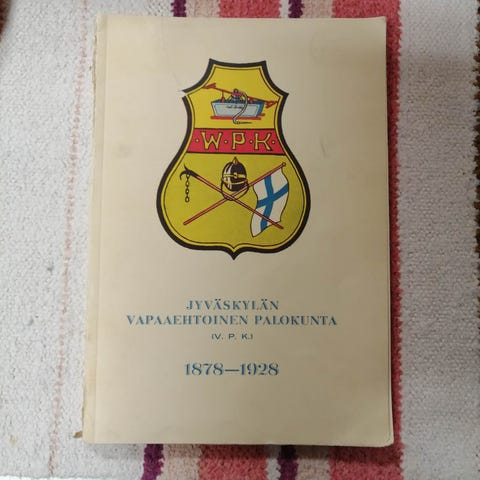 W·P·K·
JYVÄSKYLÄN
VAPAAEHTOINEN PALOKUNTA
(V. P. K.)
1878—1928